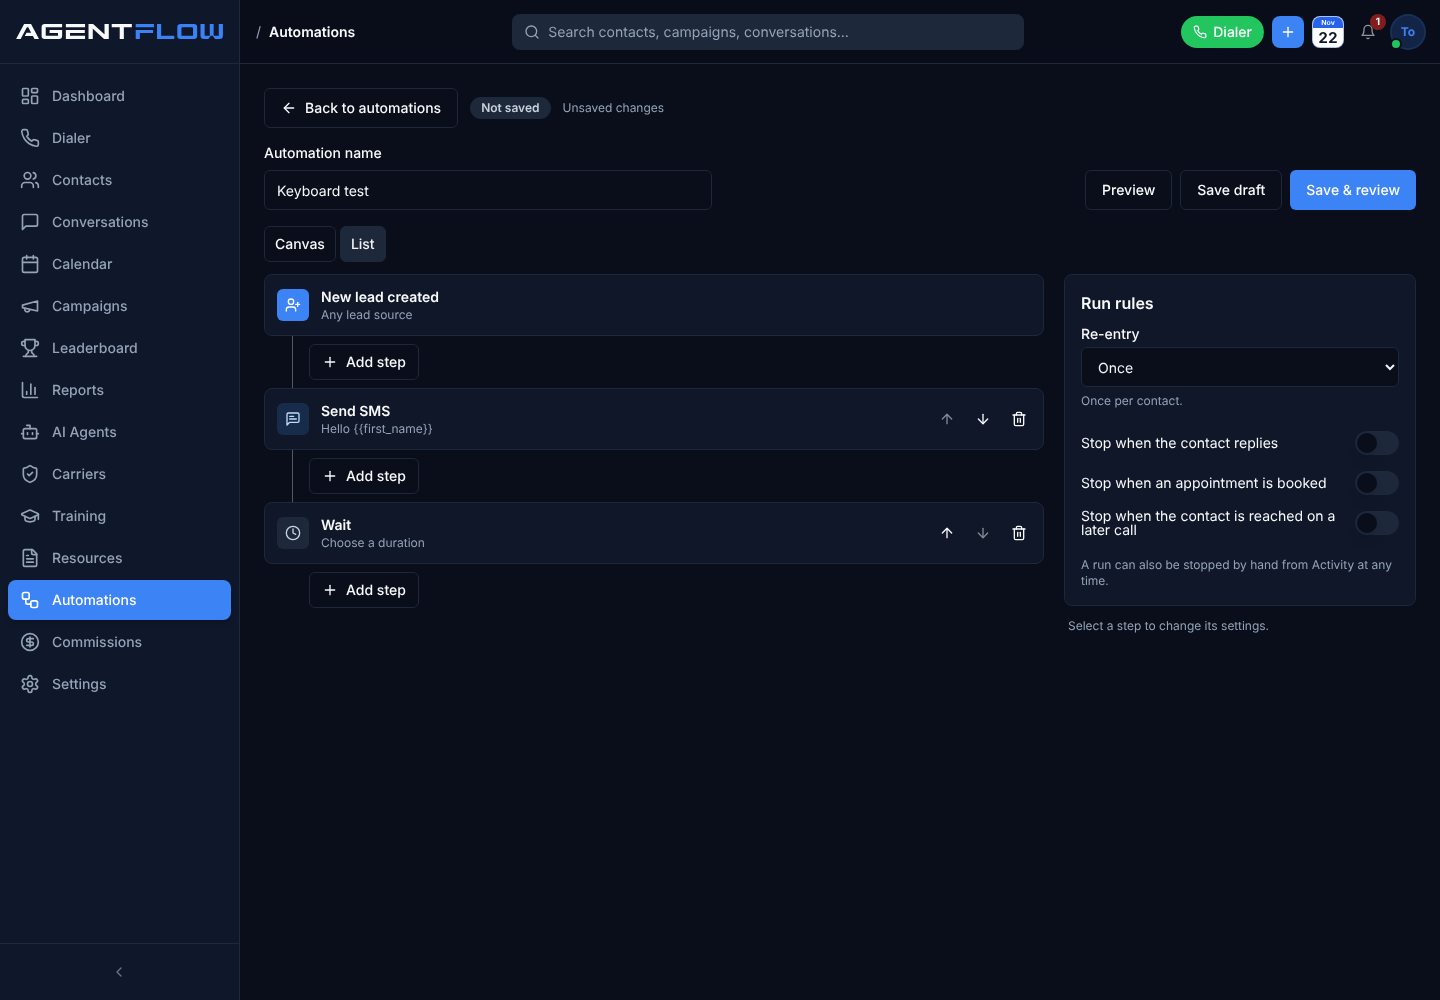 AGENTFLOW
/ Automations
Search contacts, campaigns, conversations...
Dialer
Nov
22
1
To
Dashboard
Dialer
Contacts
Conversations
Calendar
Campaigns
Leaderboard
Reports
AI Agents
Carriers
Training
Resources
Automations
Commissions
Settings
Back to automations
Not saved
Unsaved changes
Automation name
Keyboard test
Preview
Save draft
Save & review
Canvas
List
New lead created
Any lead source
Add step
Send SMS
Hello {{first_name}}
Add step
Wait
Choose a duration
Add step
Run rules
Re-entry
Once
Once per contact.
Stop when the contact replies
Stop when an appointment is booked
Stop when the contact is reached on a
later call
A run can also be stopped by hand from Activity at any
time.
Select a step to change its settings.